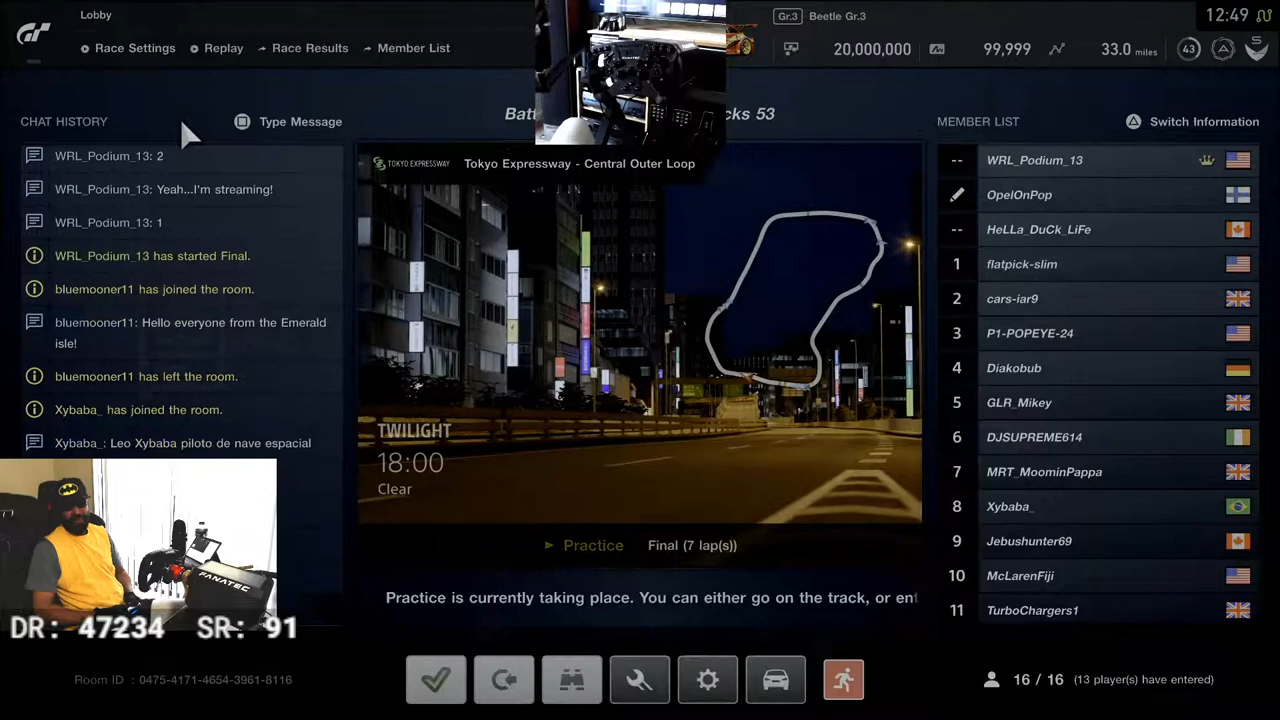 Lobby
Race Settings
Replay
Race Results
Member List
Gr.3
Beetle Gr.3
12:49
20,000,000
99,999
33.0 miles
43
A
S
CHAT HISTORY
Type Message
WRL_Podium_13: 2
WRL_Podium_13: Yeah...I'm streaming!
WRL_Podium_13: 1
WRL_Podium_13 has started Final.
bluemooner11 has joined the room.
bluemooner11: Hello everyone from the Emerald
isle!
bluemooner11 has left the room.
Xybaba_ has joined the room.
Xybaba_: Leo Xybaba piloto de nave espacial
FANATEC
DR: 47234 SR: 91
Room ID : 0475-4171-4654-3961-8116
FANATEC
53
TOKYO EXPRESSWAY
Tokyo Expressway - Central Outer Loop
TWILIGHT
18:00
Clear
Practice
Final (7 lap(s))
Practice is currently taking place. You can either go on the track, or ent
MEMBER LIST
Switch Information
-- WRL_Podium_13
OpelOnPop
-- HeLLa_DuCk_LiFe
1 flatpick-slim
2 cars-iar9
3 P1-POPEYE-24
4 Diakobub
5 GLR_Mikey
6 DJSUPREME614
7 MRT_MoominPappa
8 Xybaba_
9 Jebushunter69
10 McLarenFiji
11 TurboChargers1
16 / 16 (13 player(s) have entered)